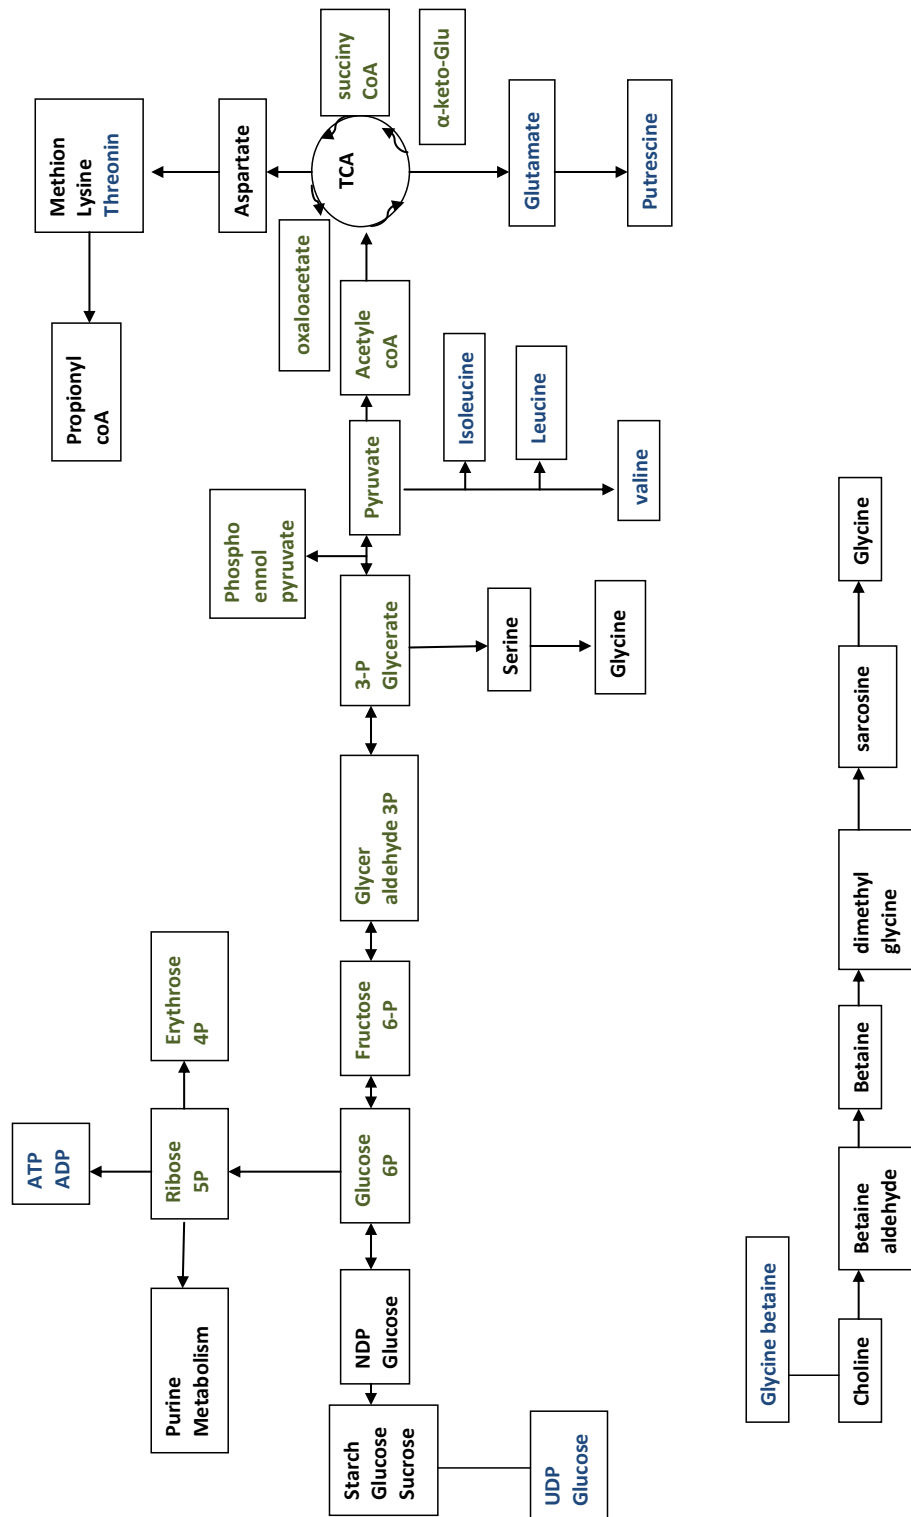 Starch
Glucose
Sucrose
UDP
Glucose
NDP
Glucose
Purine
Metabolism
Glucose
6P
Ribose
5P
ATP
ADP
Erythrose
4P
Fructose
6-P
Glycer
aldehyde 3P
3-P
Glycerate
Serine
Glycine
Phospho
ennol
pyruvate
Pyruvate
Isoleucine
Leucine
valine
Acetyle
coA
oxaloacetate
TCA
succiny
CoA
α-keto-Glu
Aspartate
Methion
Lysine
Threonin
Propionyl
coA
Glutamate
Putrescine
Glycine betaine
Choline
Betaine
aldehyde
Betaine
dimethyl
glycine
sarcosine
Glycine